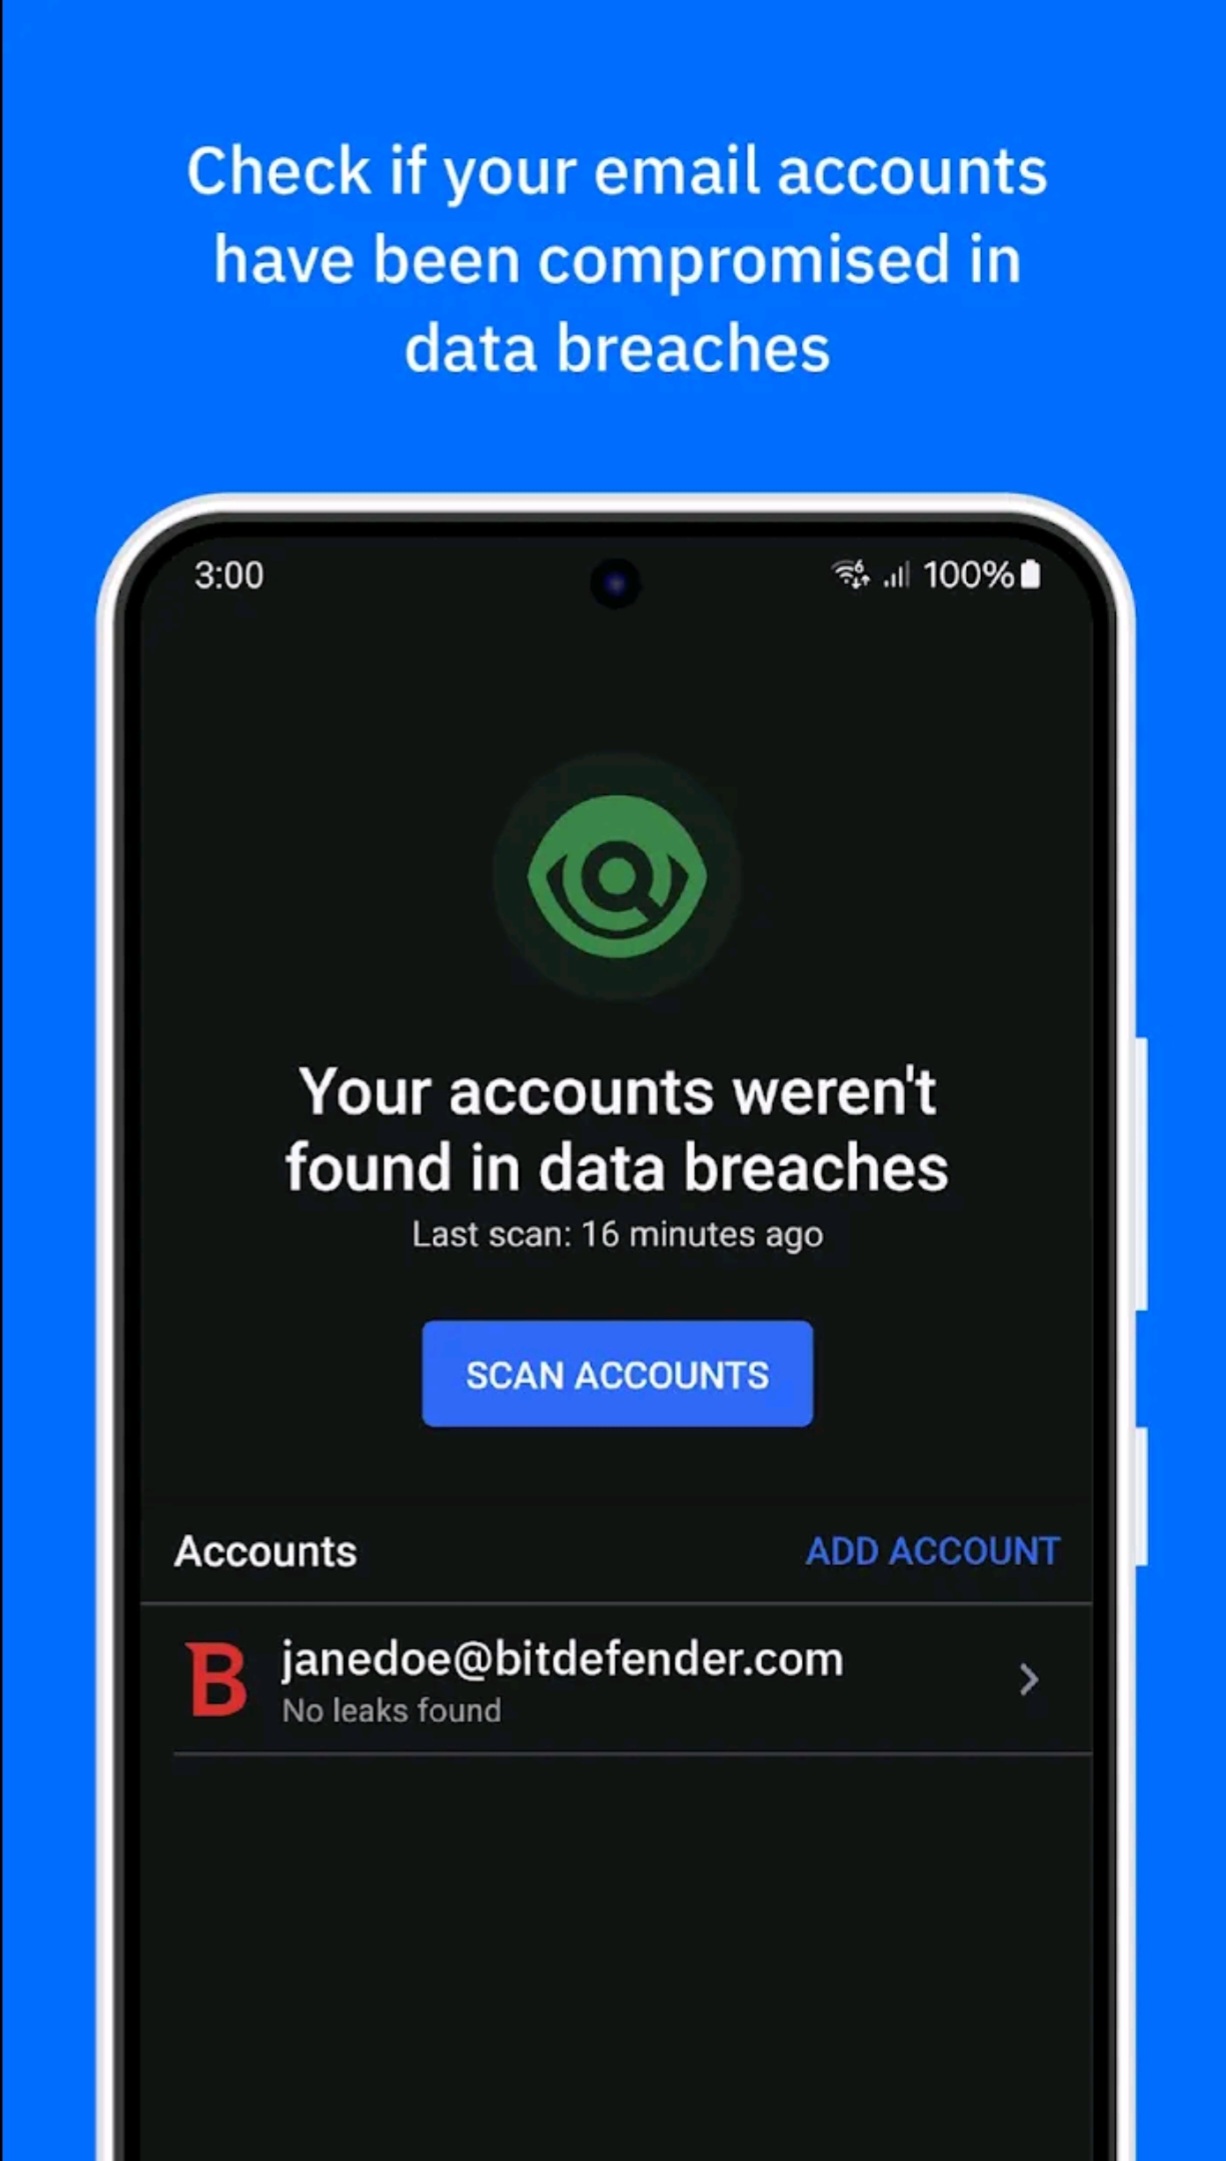 Check if your email accounts
have been compromised in
data breaches
3:00
100%
Your accounts weren't
found in data breaches
Last scan: 16 minutes ago
SCAN ACCOUNTS
Accounts
ADD ACCOUNT
B
janedoe@bitdefender.com
No leaks found